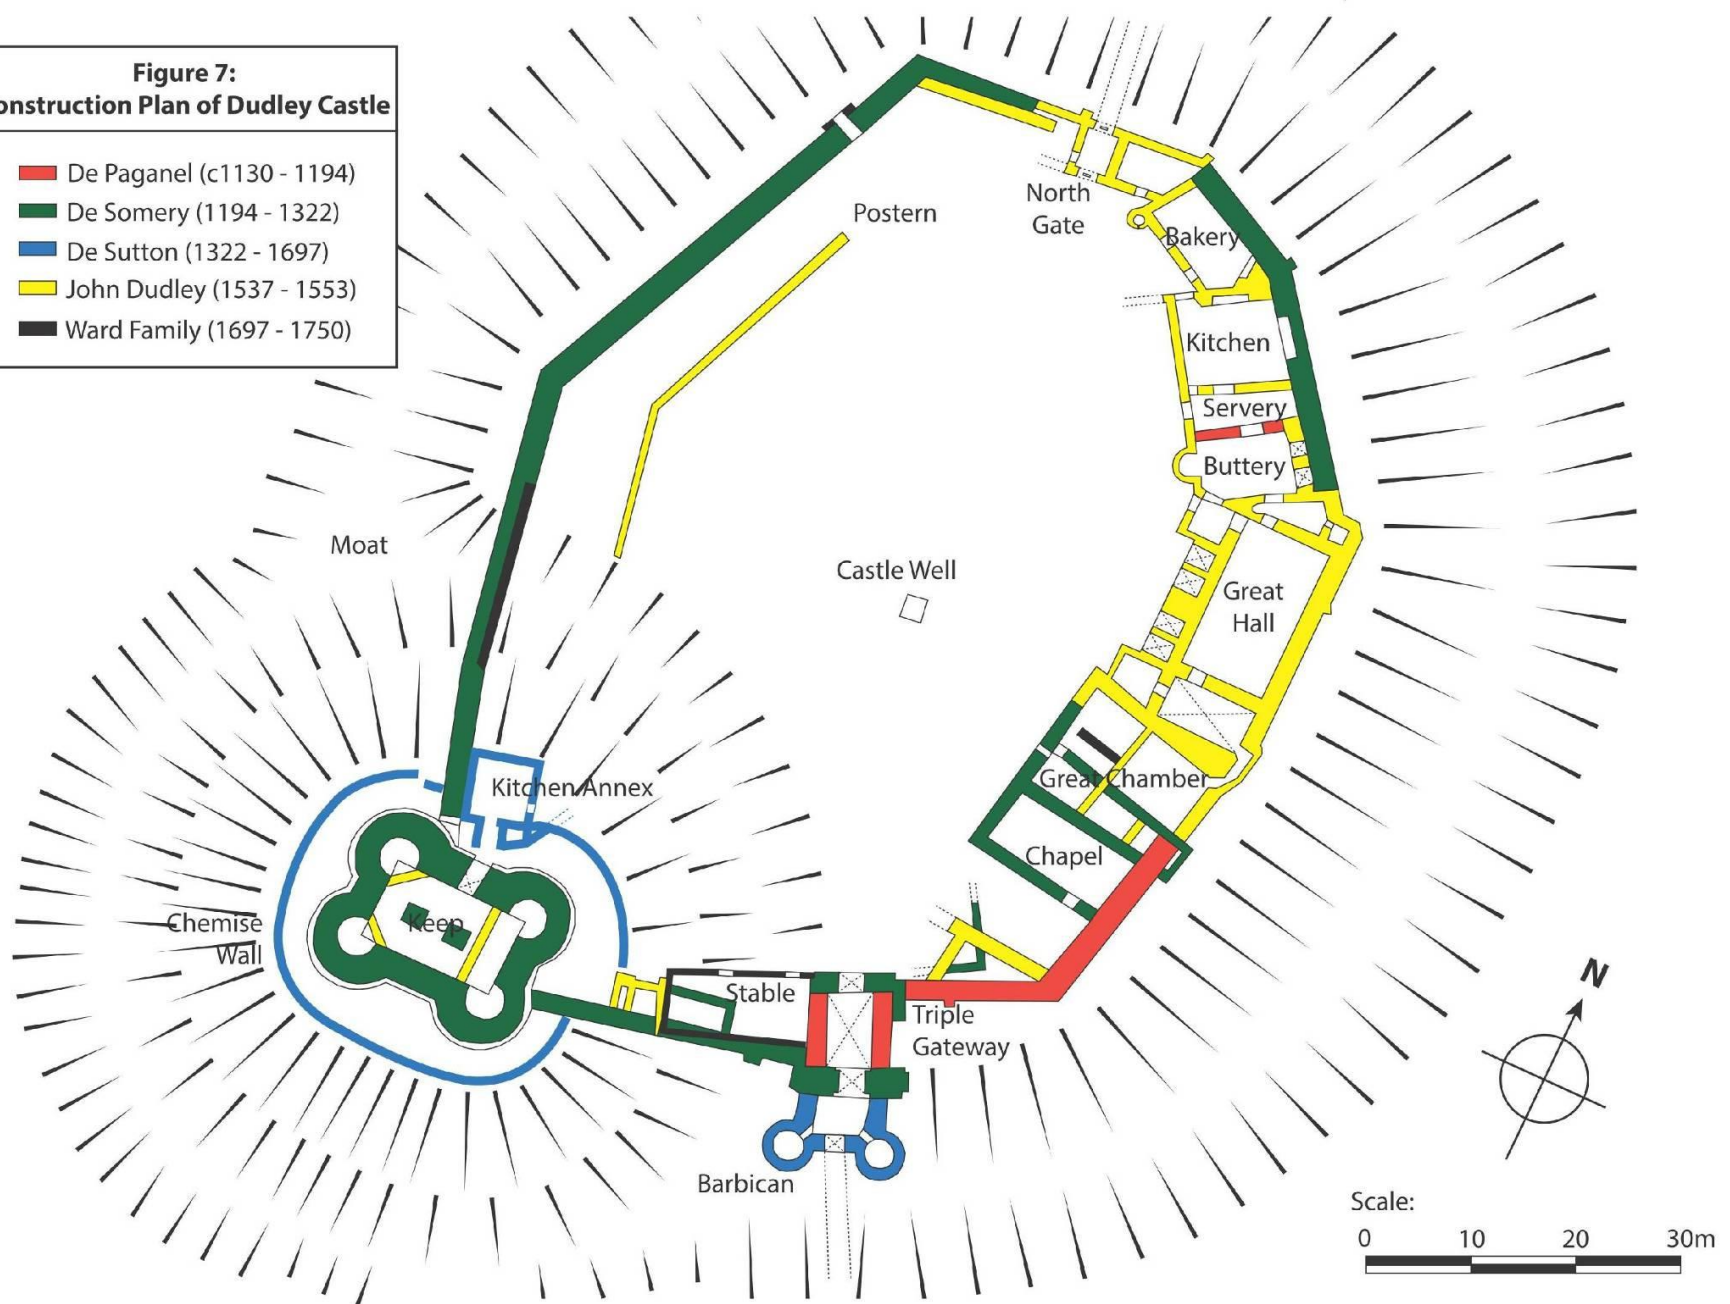 Figure 7:
onstruction Plan of Dudley Castle
De Paganel (c1130 - 1194)
De Somery (1194 - 1322)
De Sutton (1322 - 1697)
John Dudley (1537 - 1553)
Ward Family (1697 - 1750)
Postern
North
Gate
Bakery
Kitchen
Servery
Buttery
Moat
Castle Well
Great
Hall
Kitchen Annex
Great Chamber
Chapel
Chemise
Wall
Keep
Stable
Triple
Gateway
Barbican
N
Scale:
0 10 20 30m